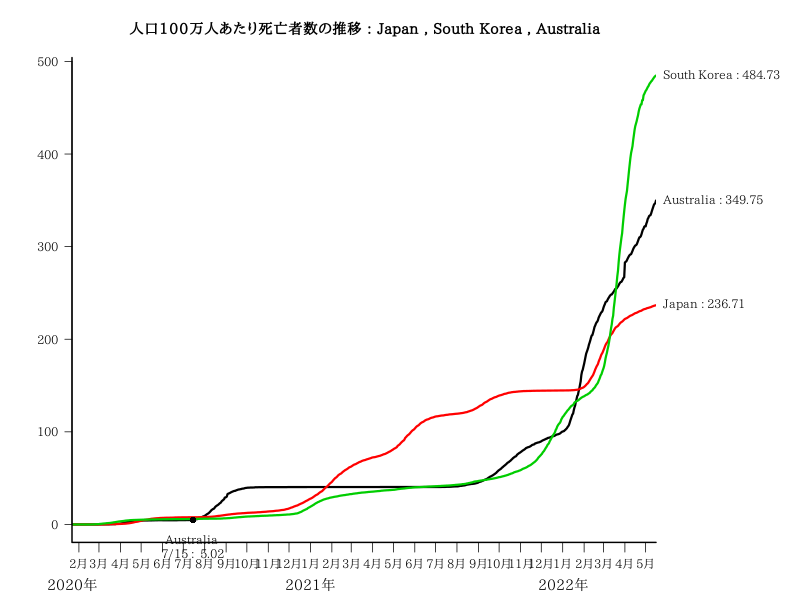 人口100万人あたり死亡者数の推移 : Japan , South Korea , Australia
500
400
300
200
100
0
South Korea : 484.73
Australia : 349.75
Japan : 236.71
Australia
7/15 : 5.02
2月 3月 4月 5月 6月 7月 8月 9月 10月 11月 12月 1月 2月 3月 4月 5月 6月 7月 8月 9月 10月 11月 12月 1月 2月 3月 4月 5月
2020年 2021年 2022年